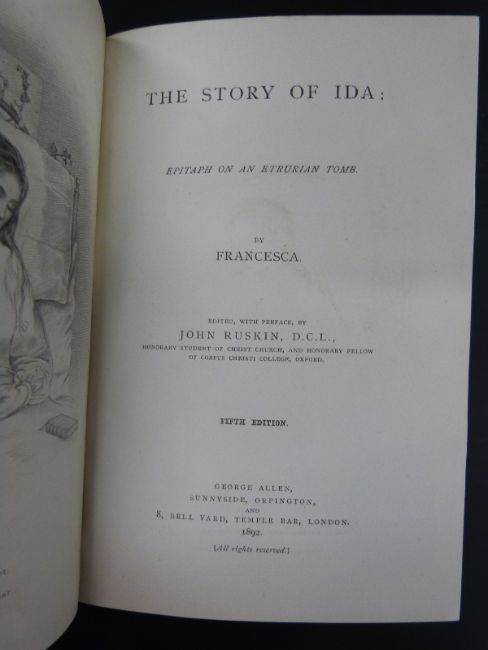 THE STORY OF IDA:
EPITAPH ON AN ETRURIAN TOMB.
BY
FRANCESCA.
EDITED, WITH PREFACE, BY
JOHN RUSKIN, D.C.L.,
HONORARY STUDENT OF CHRIST CHURCH, AND HONORARY FELLOW
OF CORPUS CHRISTI COLLEGE, OXFORD.
FIFTH EDITION.
GEORGE ALLEN,
SUNNYSIDE, ORPINGTON,
AND
8, BELL YARD, TEMPLE BAR, LONDON.
1892.
[All rights reserved.]